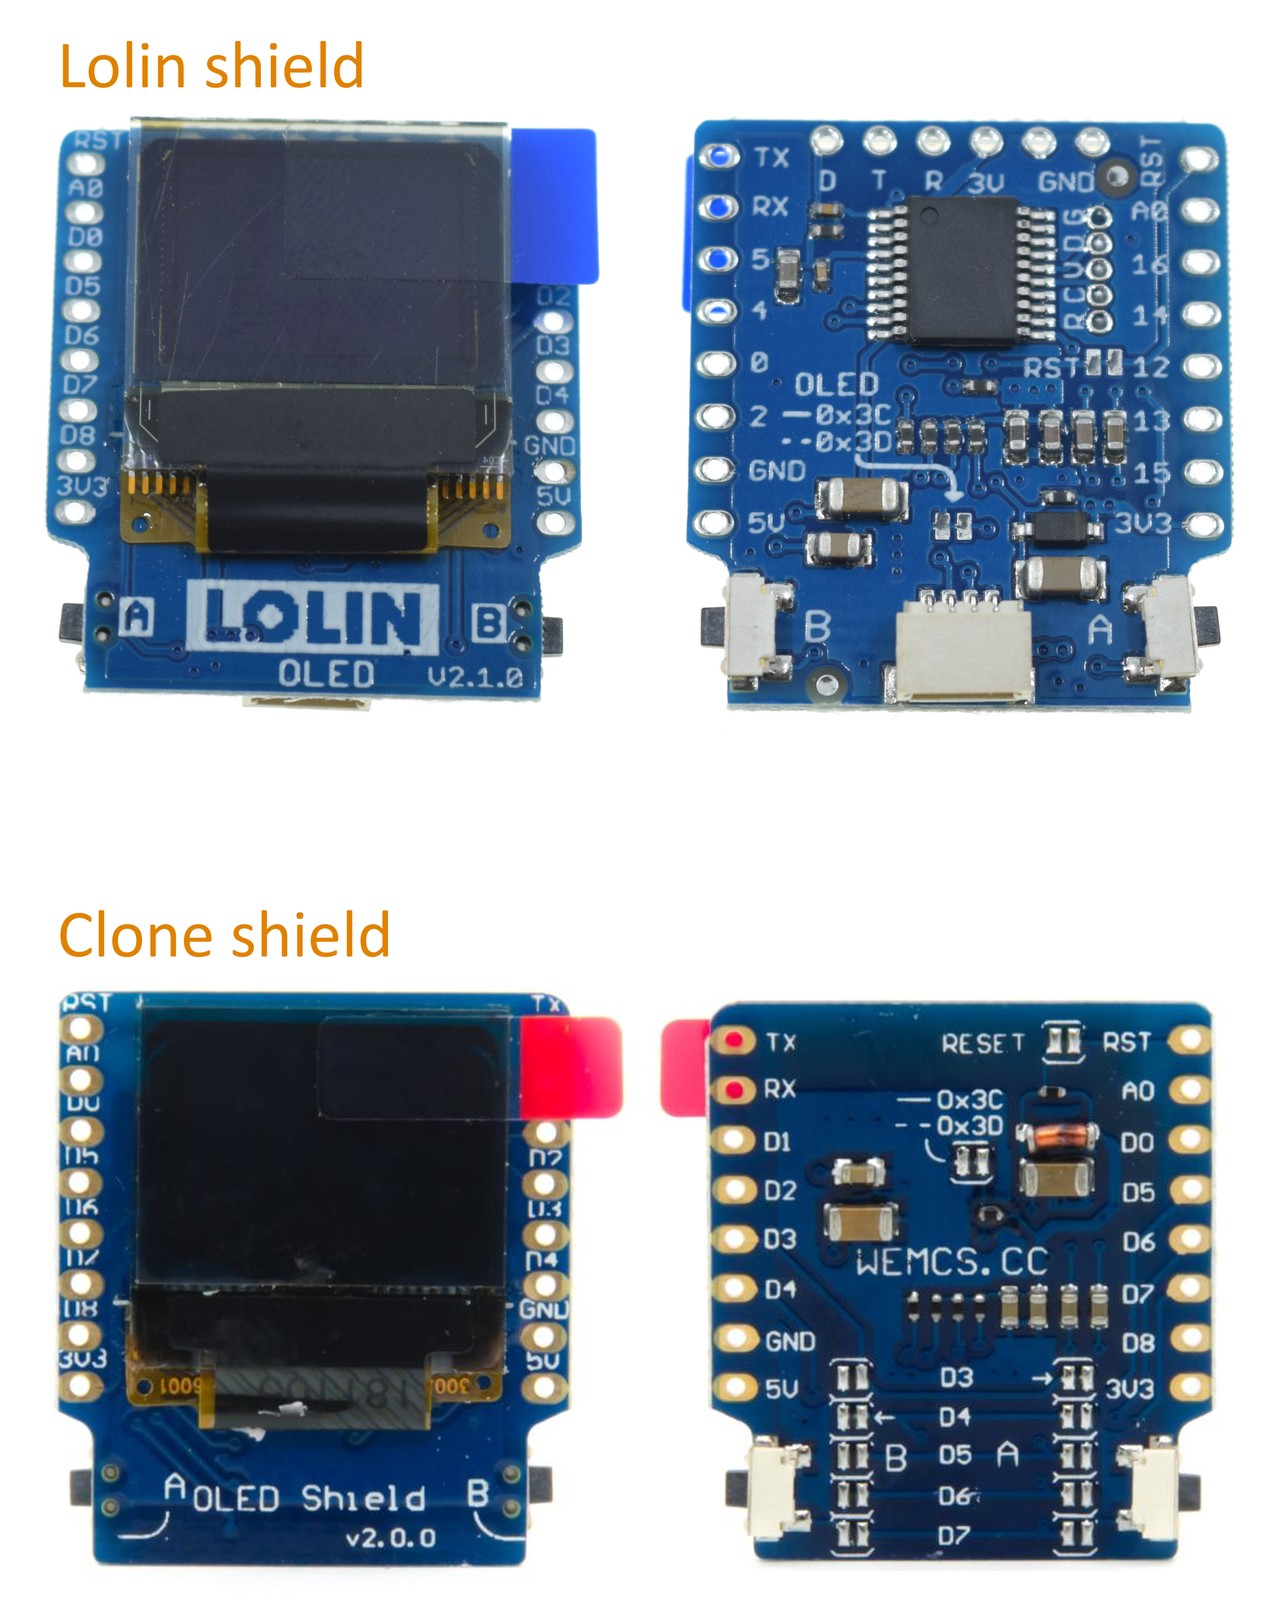 Lolin shield
RST
A0
D0
D5
D6
D7
D8
3V3
D2
D3
D4
GND
5V
A
LOLIN
B
OLED
V2.1.0
TX
RX
5
4
0
2
GND
5V
D T R 3V GND
RST
A0
16
14
12
13
15
3V3
G
D
V
C
R
RST
OLED
—0x3C
--0x3D
B
A
Clone shield
RST
A0
D0
D5
D6
D7
D8
3V3
TX
D2
D3
D4
GND
5V
A
OLED Shield
B
v2.0.0
TX
RX
D1
D2
D3
D4
GND
5V
RESET
RST
A0
D0
D5
D6
D7
D8
3V3
— 0x3C
-- 0x3D
WEMCS.CC
D3 →
← D4
B D5 A
D6
D7